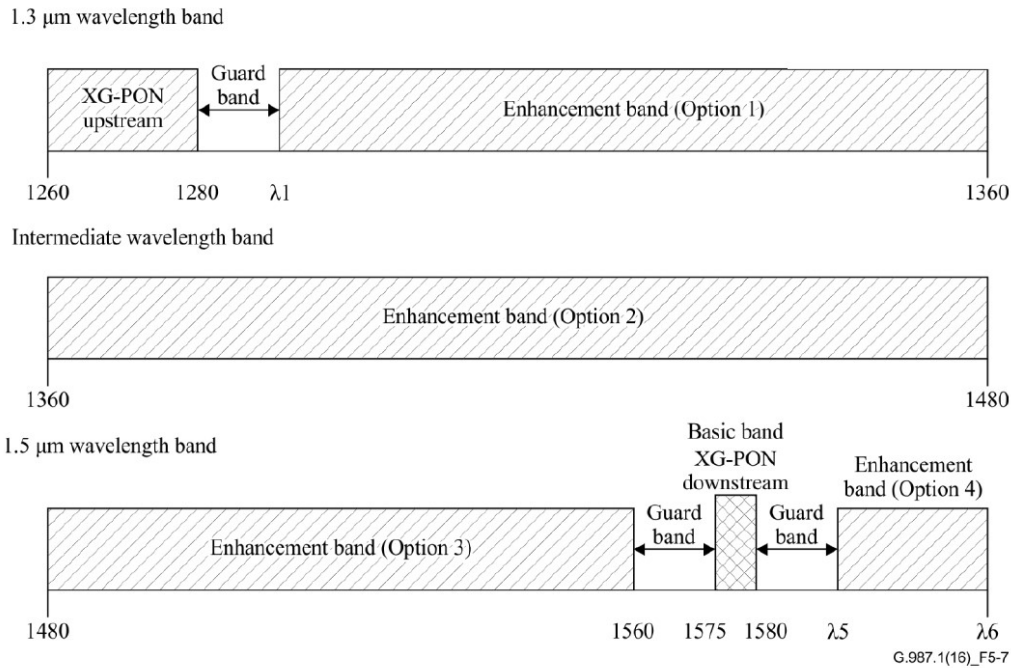 1.3 μm wavelength band
XG-PON
upstream
Guard
band
Enhancement band (Option 1)
1260
1280
λ1
1360
Intermediate wavelength band
Enhancement band (Option 2)
1360
1480
1.5 μm wavelength band
Basic band
XG-PON
downstream
Enhancement
band (Option 4)
Enhancement band (Option 3)
Guard
band
Guard
band
1480
1560
1575
1580
λ5
λ6
G.987.1(16)_F5-7